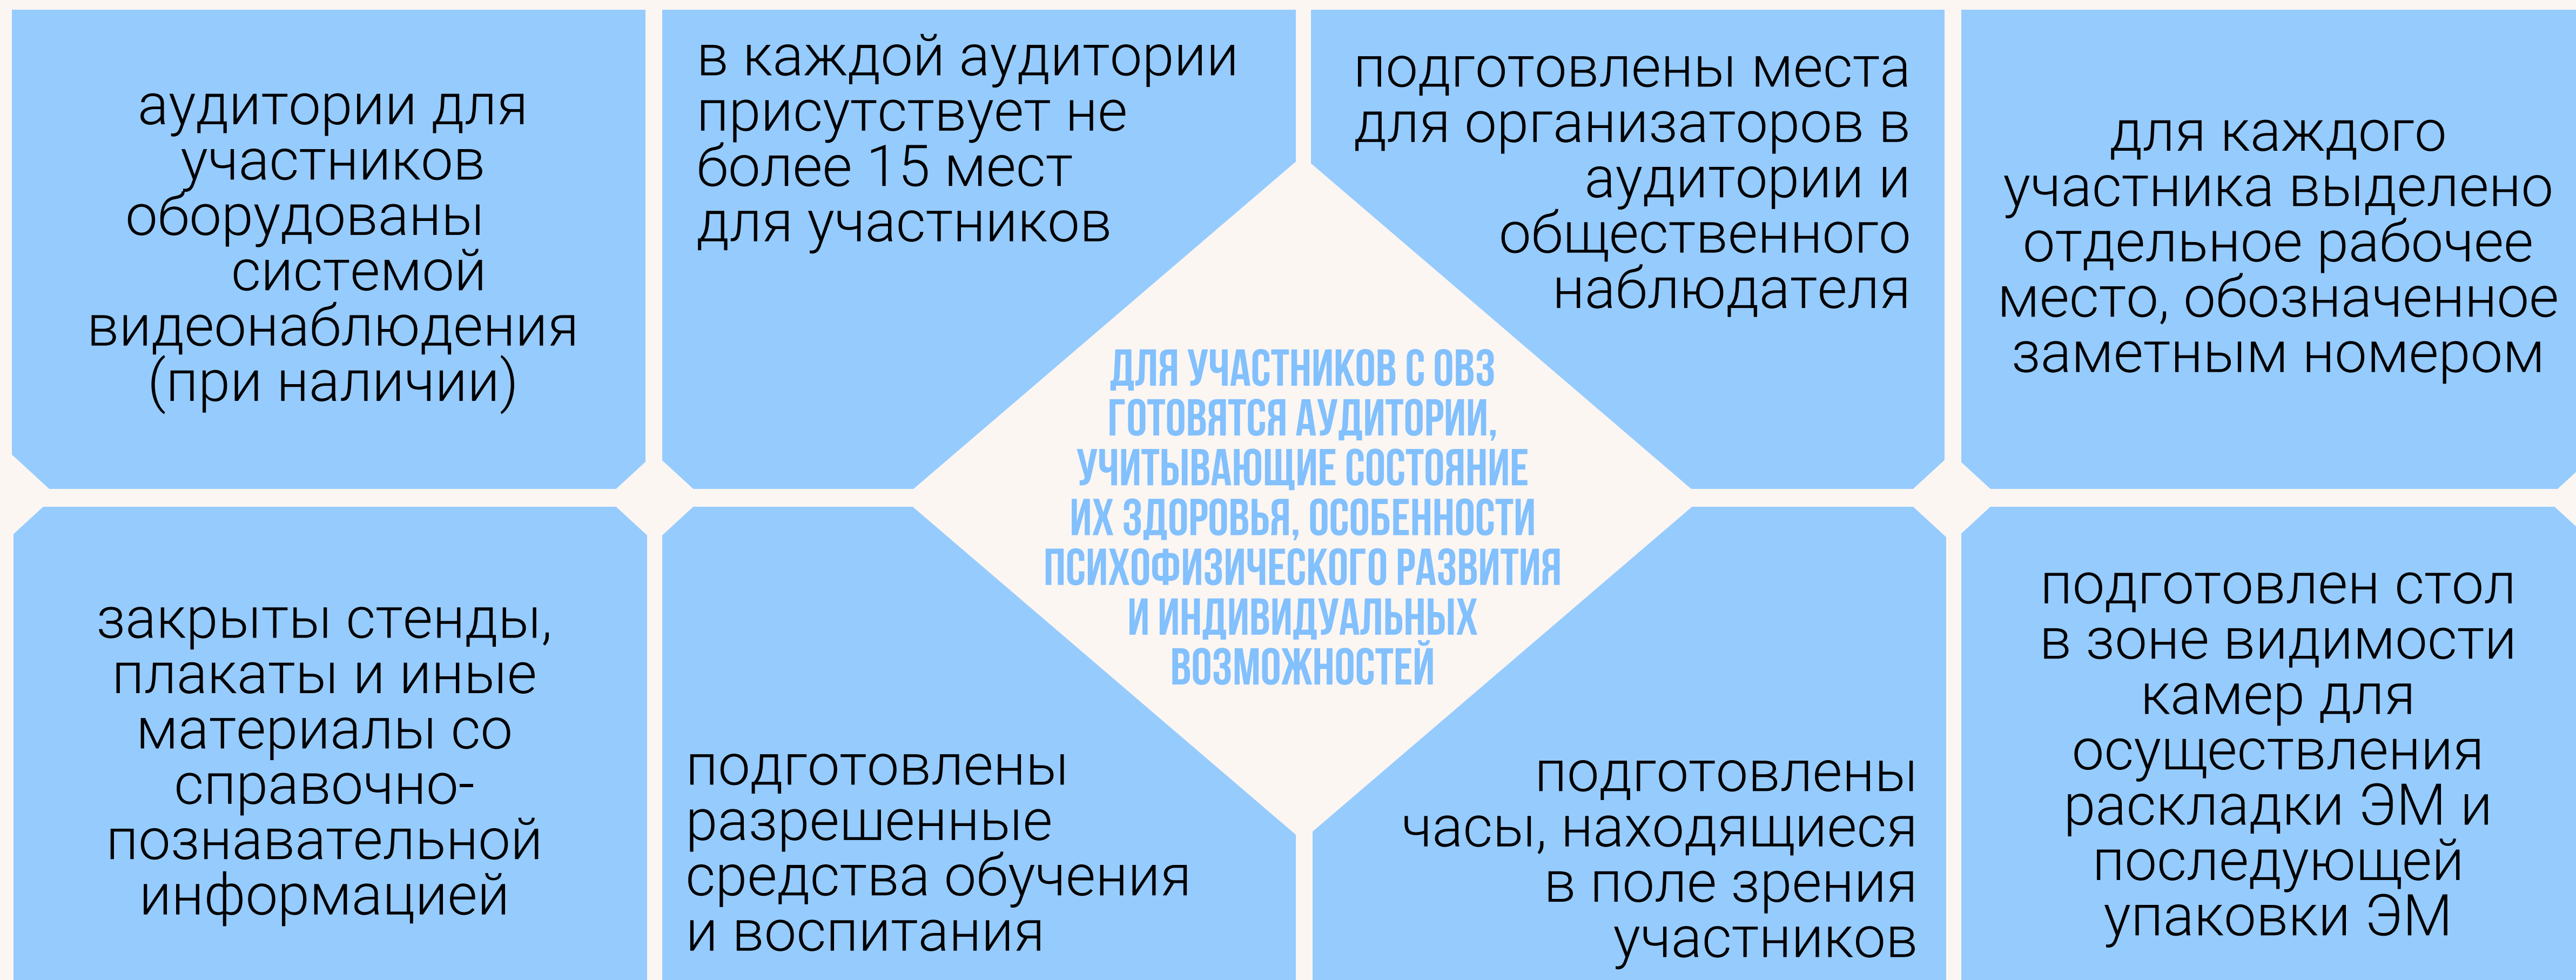 аудитории для
участников
оборудованы
системой
видеонаблюдения
(при наличии)
в каждой аудитории
присутствует не
более 15 мест
для участников
подготовлены места
для организаторов в
аудитории и
общественного
наблюдателя
для каждого
участника выделено
отдельное рабочее
место, обозначенное
заметным номером
ДЛЯ УЧАСТНИКОВ С ОВЗ
ГОТОВЯТСЯ АУДИТОРИИ,
УЧИТЫВАЮЩИЕ СОСТОЯНИЕ
ИХ ЗДОРОВЬЯ, ОСОБЕННОСТИ
ПСИХОФИЗИЧЕСКОГО РАЗВИТИЯ
И ИНДИВИДУАЛЬНЫХ
ВОЗМОЖНОСТЕЙ
закрыты стенды,
плакаты и иные
материалы со
справочно-
познавательной
информацией
подготовлены
разрешенные
средства обучения
и воспитания
подготовлены
часы, находящиеся
в поле зрения
участников
подготовлен стол
в зоне видимости
камер для
осуществления
раскладки ЭМ и
последующей
упаковки ЭМ